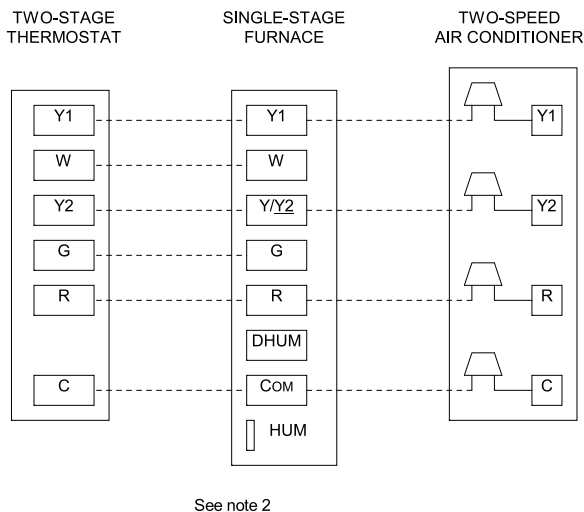 TWO-STAGE THERMOSTAT
SINGLE-STAGE FURNACE
TWO-SPEED AIR CONDITIONER
Y1 Y1 Y1
W W
Y2 Y/Y2 Y2
G G
R R R
DHUM
C COM C
HUM
See note 2